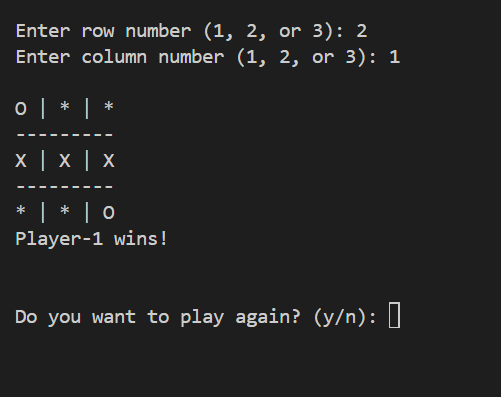 Enter row number (1, 2, or 3): 2
Enter column number (1, 2, or 3): 1
O | * | *
---------
X | X | X
---------
* | * | O
Player-1 wins!
Do you want to play again? (y/n):